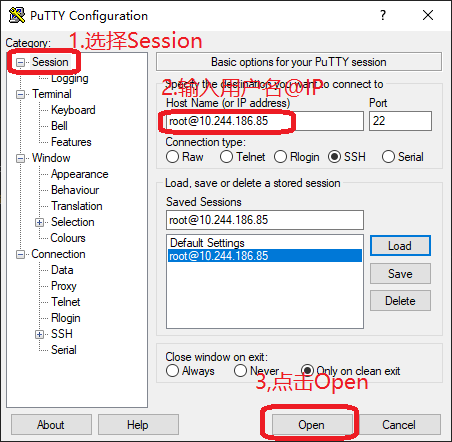 PuTTY Configuration
Category:
1.选择Session
Session
Logging
Terminal
Keyboard
Bell
Features
Window
Appearance
Behaviour
Translation
Selection
Colours
Connection
Data
Proxy
Telnet
Rlogin
SSH
Serial
Basic options for your PuTTY session
Specify the destination you want to connect to
2.输入用户名@IP
Host Name (or IP address)
Port
root@10.244.186.85
22
Connection type:
Raw
Telnet
Rlogin
SSH
Serial
Load, save or delete a stored session
Saved Sessions
root@10.244.186.85
Default Settings
root@10.244.186.85
Load
Save
Delete
Close window on exit:
Always
Never
Only on clean exit
3,点击Open
About
Help
Open
Cancel